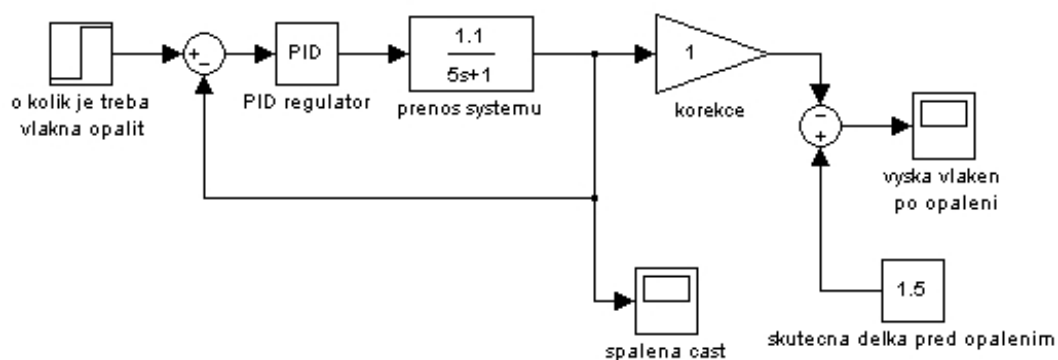 o kolik je treba
vlakna opalit
+
−
PID
PID regulator
1.1
5s+1
prenos systemu
1
korekce
−
+
vyska vlaken
po opaleni
1.5
skutecna delka pred opalenim
spalena cast